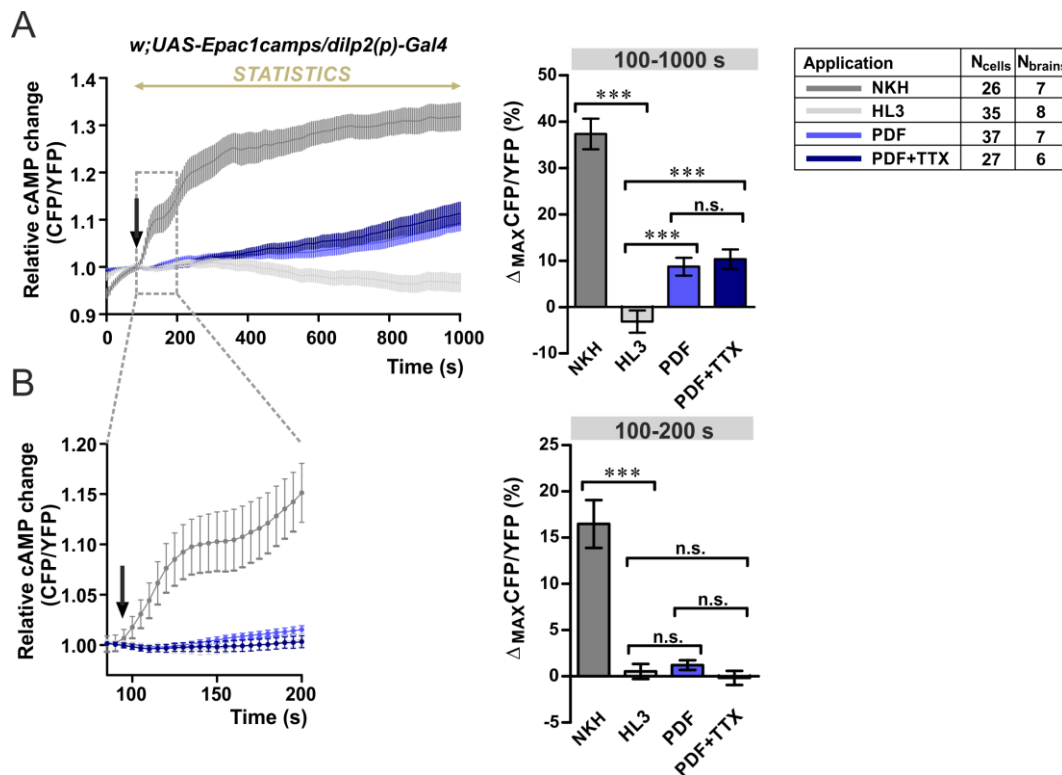 A
w;UAS-Epac1camps/dilp2(p)-Gal4
STATISTICS
Relative cAMP change
(CFP/YFP)
1.4
1.3
1.2
1.1
1.0
0.9
0 200 400 600 800 1000
Time (s)
100-1000 s
Δ MAX CFP/YFP (%)
50
40
30
20
10
0
-10
***
***
n.s.
***
NKH HL3 PDF PDF+TTX
Application Ncells Nbrains
NKH 26 7
HL3 35 8
PDF 37 7
PDF+TTX 27 6
B
Relative cAMP change
(CFP/YFP)
1.20
1.15
1.10
1.05
1.00
100 150 200
Time (s)
100-200 s
Δ MAX CFP/YFP (%)
25
20
15
10
5
0
-5
***
n.s.
n.s.
n.s.
NKH HL3 PDF PDF+TTX